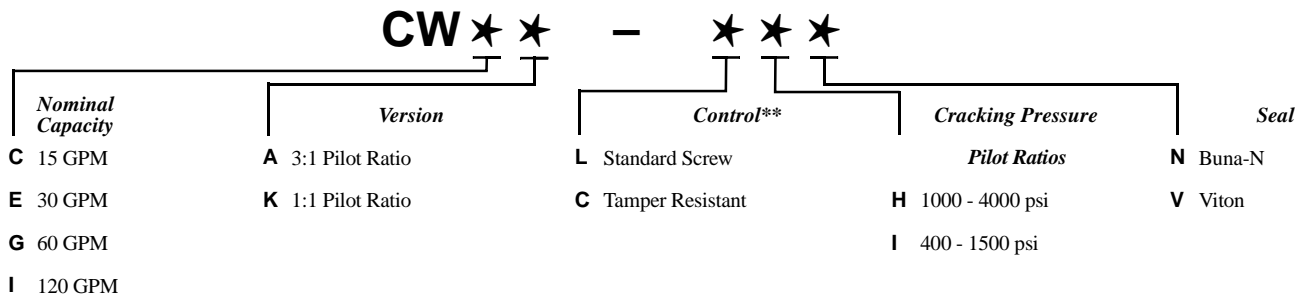 CW★★ – ★★★
Nominal
Capacity
C 15 GPM
E 30 GPM
G 60 GPM
I 120 GPM
Version
A 3:1 Pilot Ratio
K 1:1 Pilot Ratio
Control**
L Standard Screw
C Tamper Resistant
Cracking Pressure
Pilot Ratios
H 1000 - 4000 psi
I 400 - 1500 psi
Seal
N Buna-N
V Viton